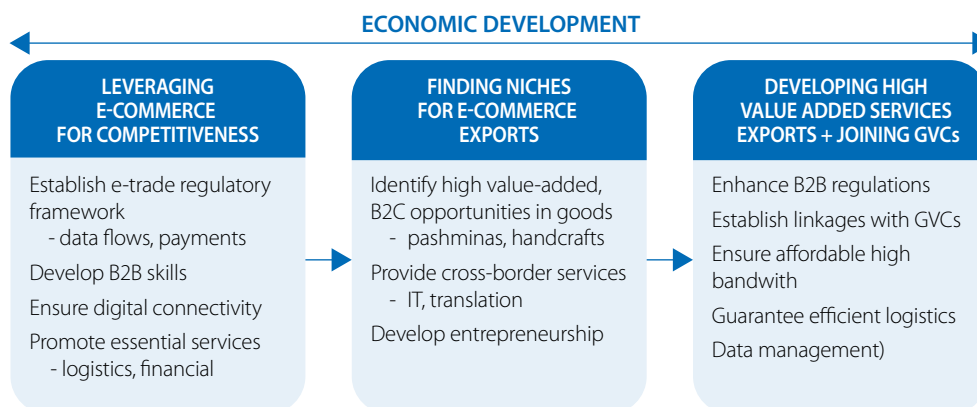 ECONOMIC DEVELOPMENT
LEVERAGING
E-COMMERCE
FOR COMPETITIVENESS
Establish e-trade regulatory
framework
- data flows, payments
Develop B2B skills
Ensure digital connectivity
Promote essential services
- logistics, financial
FINDING NICHES
FOR E-COMMERCE
EXPORTS
Identify high value-added,
B2C opportunities in goods
- pashminas, handcrafts
Provide cross-border services
- IT, translation
Develop entrepreneurship
DEVELOPING HIGH
VALUE ADDED SERVICES
EXPORTS + JOINING GVCs
Enhance B2B regulations
Establish linkages with GVCs
Ensure affordable high
bandwith
Guarantee efficient logistics
Data management)